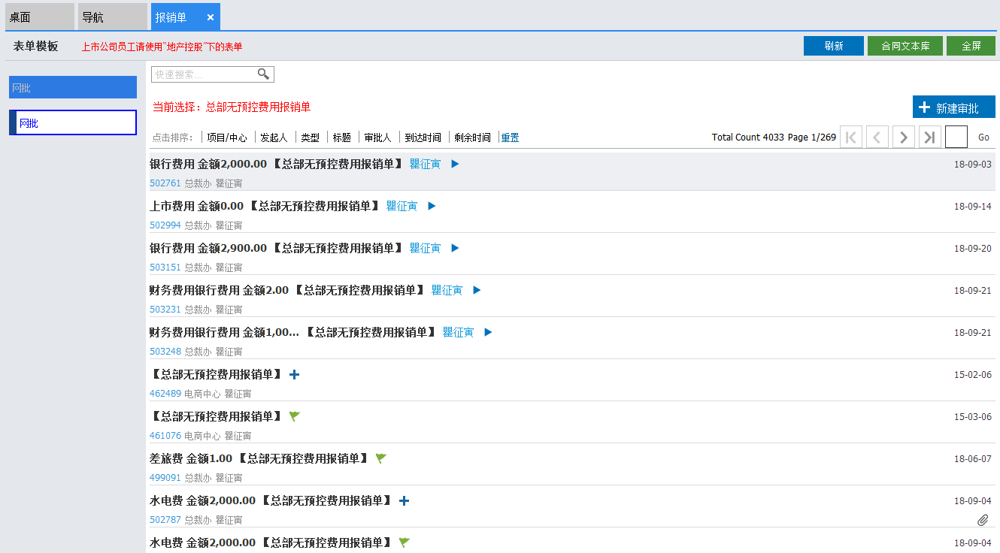 桌面 导航 报销单 ×
表单模板 上市公司员工请使用“地产控股”下的表单 刷新 合同文本库 全屏
网批
网批
快速搜索...
当前选择：总部无预控费用报销单
新建审批
点击排序： 项目/中心 发起人 类型 标题 审批人 到达时间 剩余时间 重置 Total Count 4033 Page 1/269 Go
银行费用 金额2,000.00 【总部无预控费用报销单】 瞿征寅 18-09-03
502761 总裁办 瞿征寅
上市费用 金额0.00 【总部无预控费用报销单】 瞿征寅 18-09-14
502994 总裁办 瞿征寅
银行费用 金额2,900.00 【总部无预控费用报销单】 瞿征寅 18-09-20
503151 总裁办 瞿征寅
财务费用银行费用 金额2.00 【总部无预控费用报销单】 瞿征寅 18-09-21
503231 总裁办 瞿征寅
财务费用银行费用 金额1,00... 【总部无预控费用报销单】 瞿征寅 18-09-21
503248 总裁办 瞿征寅
【总部无预控费用报销单】 15-02-06
462489 电商中心 瞿征寅
【总部无预控费用报销单】 15-03-06
461076 电商中心 瞿征寅
差旅费 金额1.00 【总部无预控费用报销单】 18-06-07
499091 总裁办 瞿征寅
水电费 金额2,000.00 【总部无预控费用报销单】 18-09-04
502787 总裁办 瞿征寅
水电费 金额2,000.00 【总部无预控费用报销单】 18-09-04